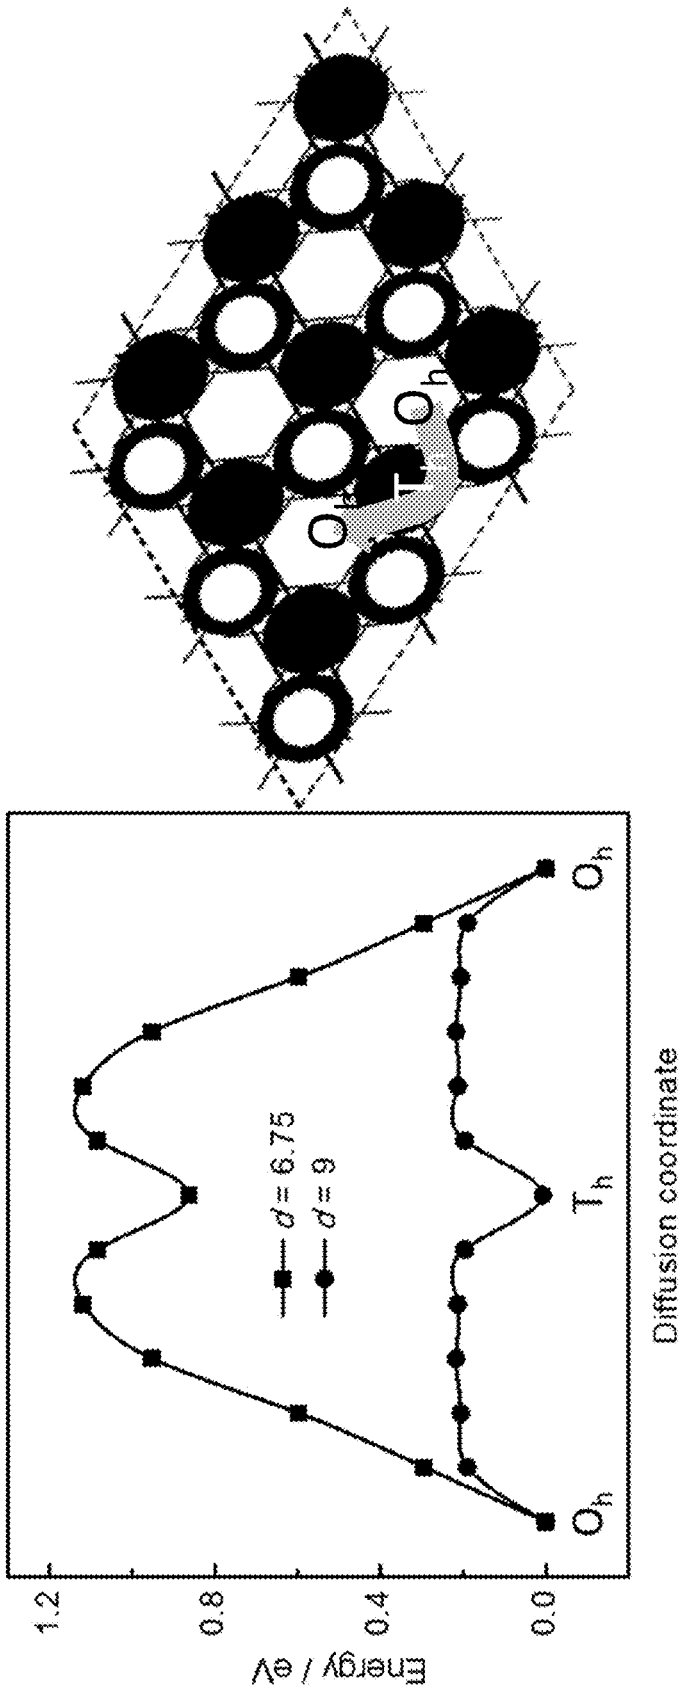 Energy / eV
1.2
0.8
0.4
0.0
d = 6.75
d = 9
Oh
Th
Oh
Diffusion coordinate
Oh
T
Oh